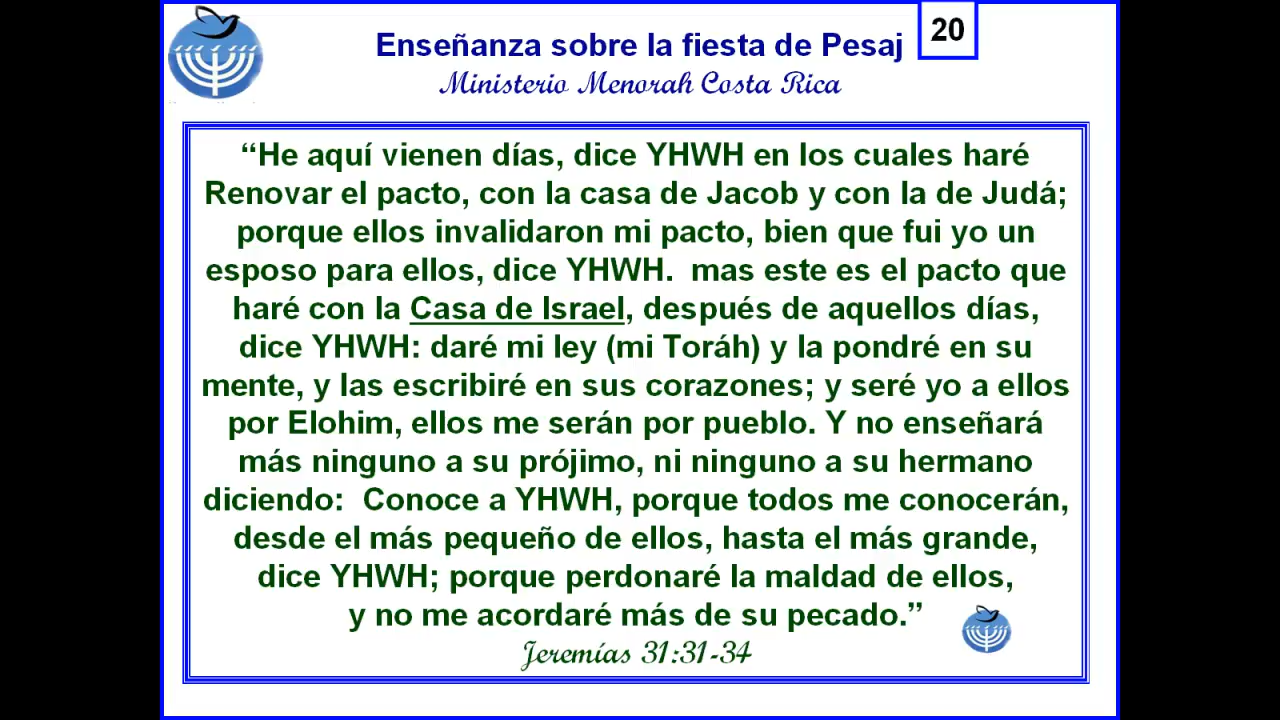 Enseñanza sobre la fiesta de Pesaj
20
Ministerio Menorah Costa Rica
“He aquí vienen días, dice YHWH en los cuales haré
Renovar el pacto, con la casa de Jacob y con la de Judá;
porque ellos invalidaron mi pacto, bien que fui yo un
esposo para ellos, dice YHWH.  mas este es el pacto que
haré con la Casa de Israel, después de aquellos días,
dice YHWH: daré mi ley (mi Toráh) y la pondré en su
mente, y las escribiré en sus corazones; y seré yo a ellos
por Elohim, ellos me serán por pueblo. Y no enseñará
más ninguno a su prójimo, ni ninguno a su hermano
diciendo:  Conoce a YHWH, porque todos me conocerán,
desde el más pequeño de ellos, hasta el más grande,
dice YHWH; porque perdonaré la maldad de ellos,
y no me acordaré más de su pecado.”
Jeremías 31:31-34